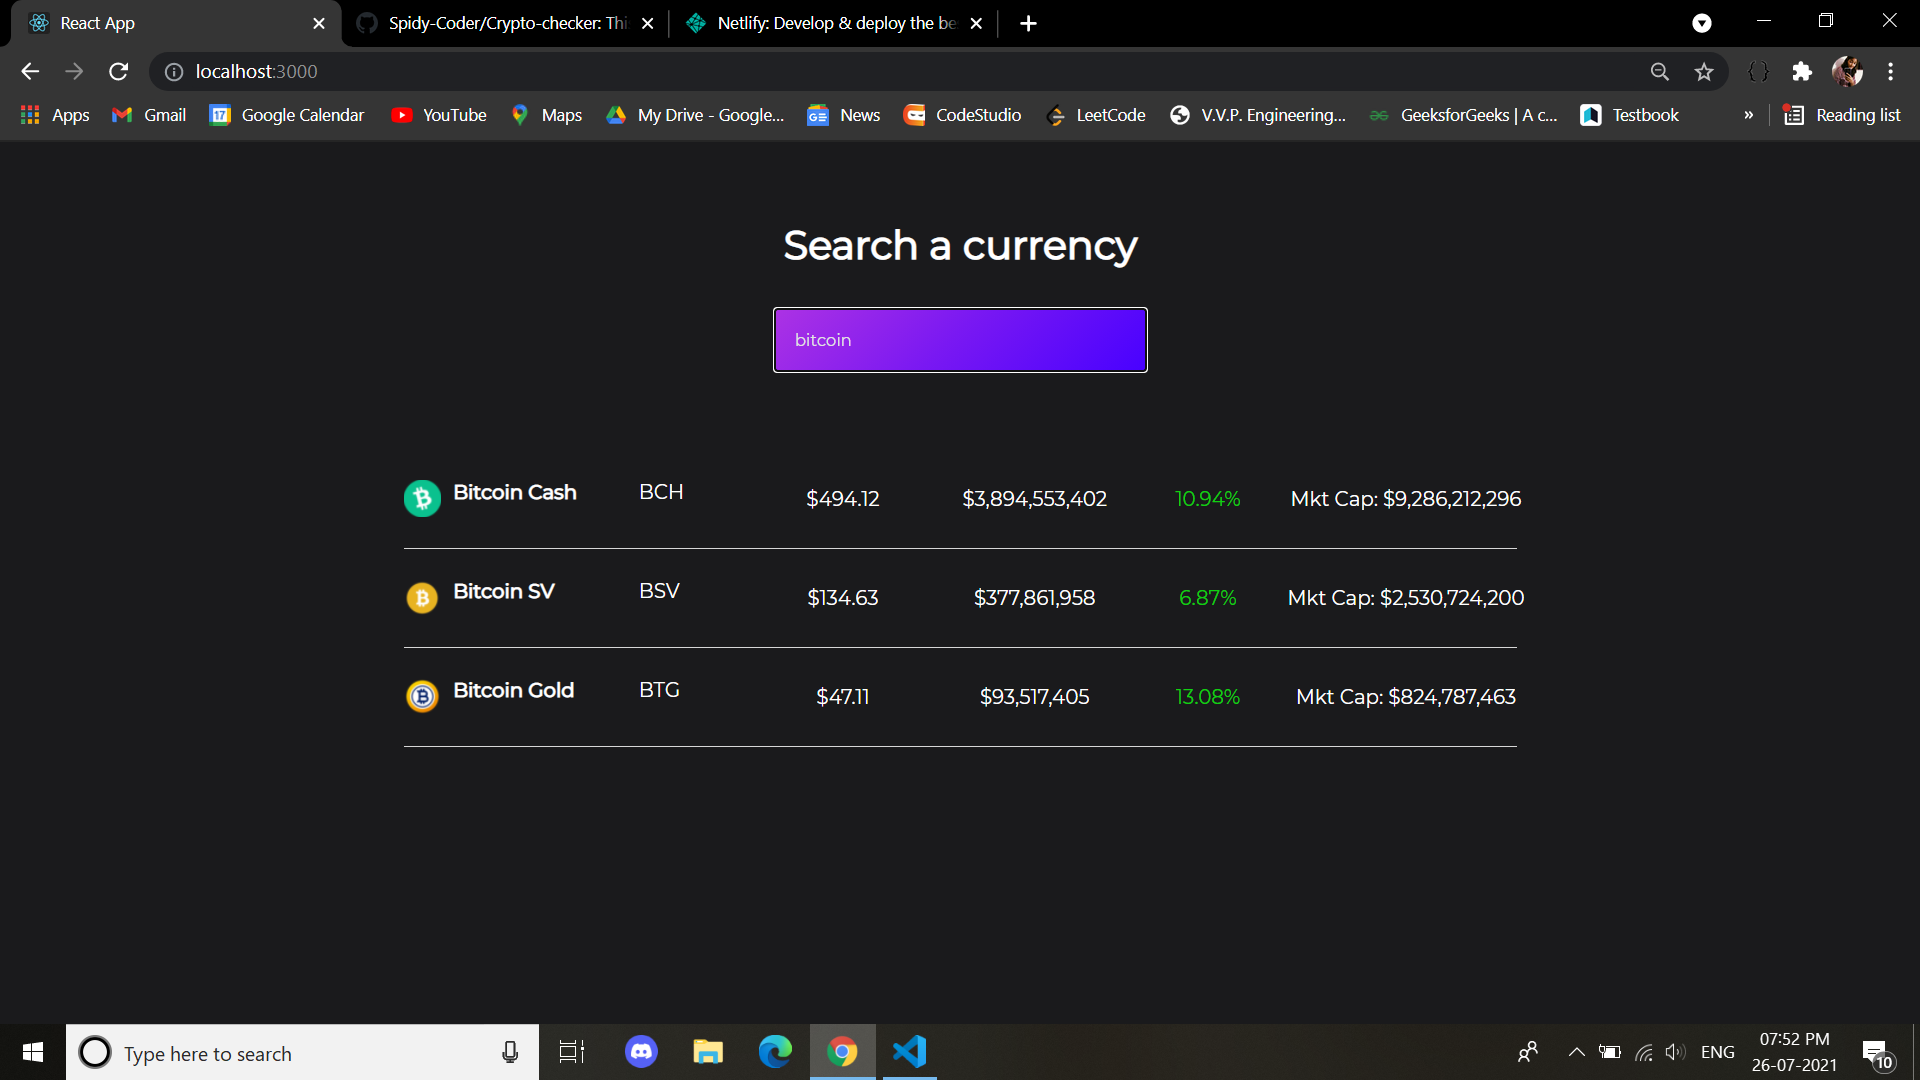 React App
Spidy-Coder/Crypto-checker: Thi
Netlify: Develop & deploy the be
localhost:3000
Apps
Gmail
17
Google Calendar
YouTube
Maps
My Drive - Google...
GE
News
CodeStudio
LeetCode
V.V.P. Engineering...
GeeksforGeeks | A c...
Testbook
»
Reading list
Search a currency
bitcoin
Bitcoin Cash BCH $494.12 $3,894,553,402 10.94% Mkt Cap: $9,286,212,296
Bitcoin SV BSV $134.63 $377,861,958 6.87% Mkt Cap: $2,530,724,200
Bitcoin Gold BTG $47.11 $93,517,405 13.08% Mkt Cap: $824,787,463
Type here to search
ENG
07:52 PM
26-07-2021
10